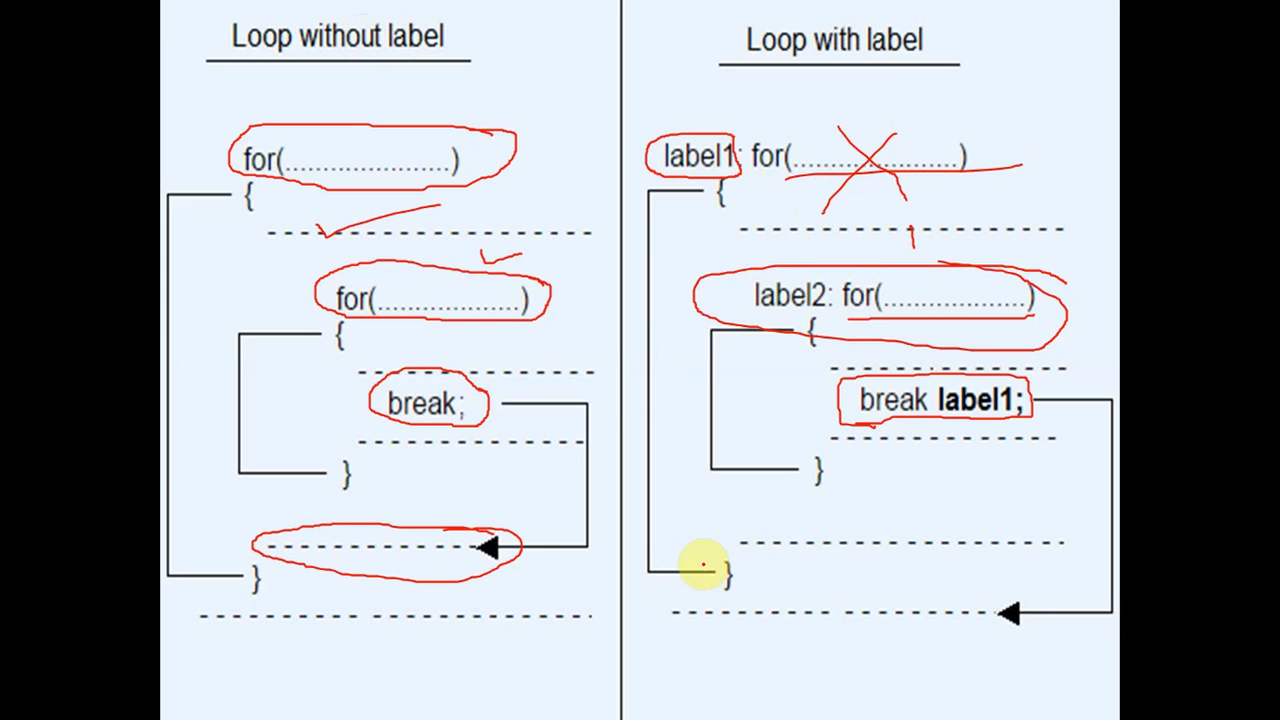 Loop without label
for(......................)
{
for(...................)
{
break;
}
}
Loop with label
label1: for(......................)
{
label2: for(...................)
{
break label1;
}
}